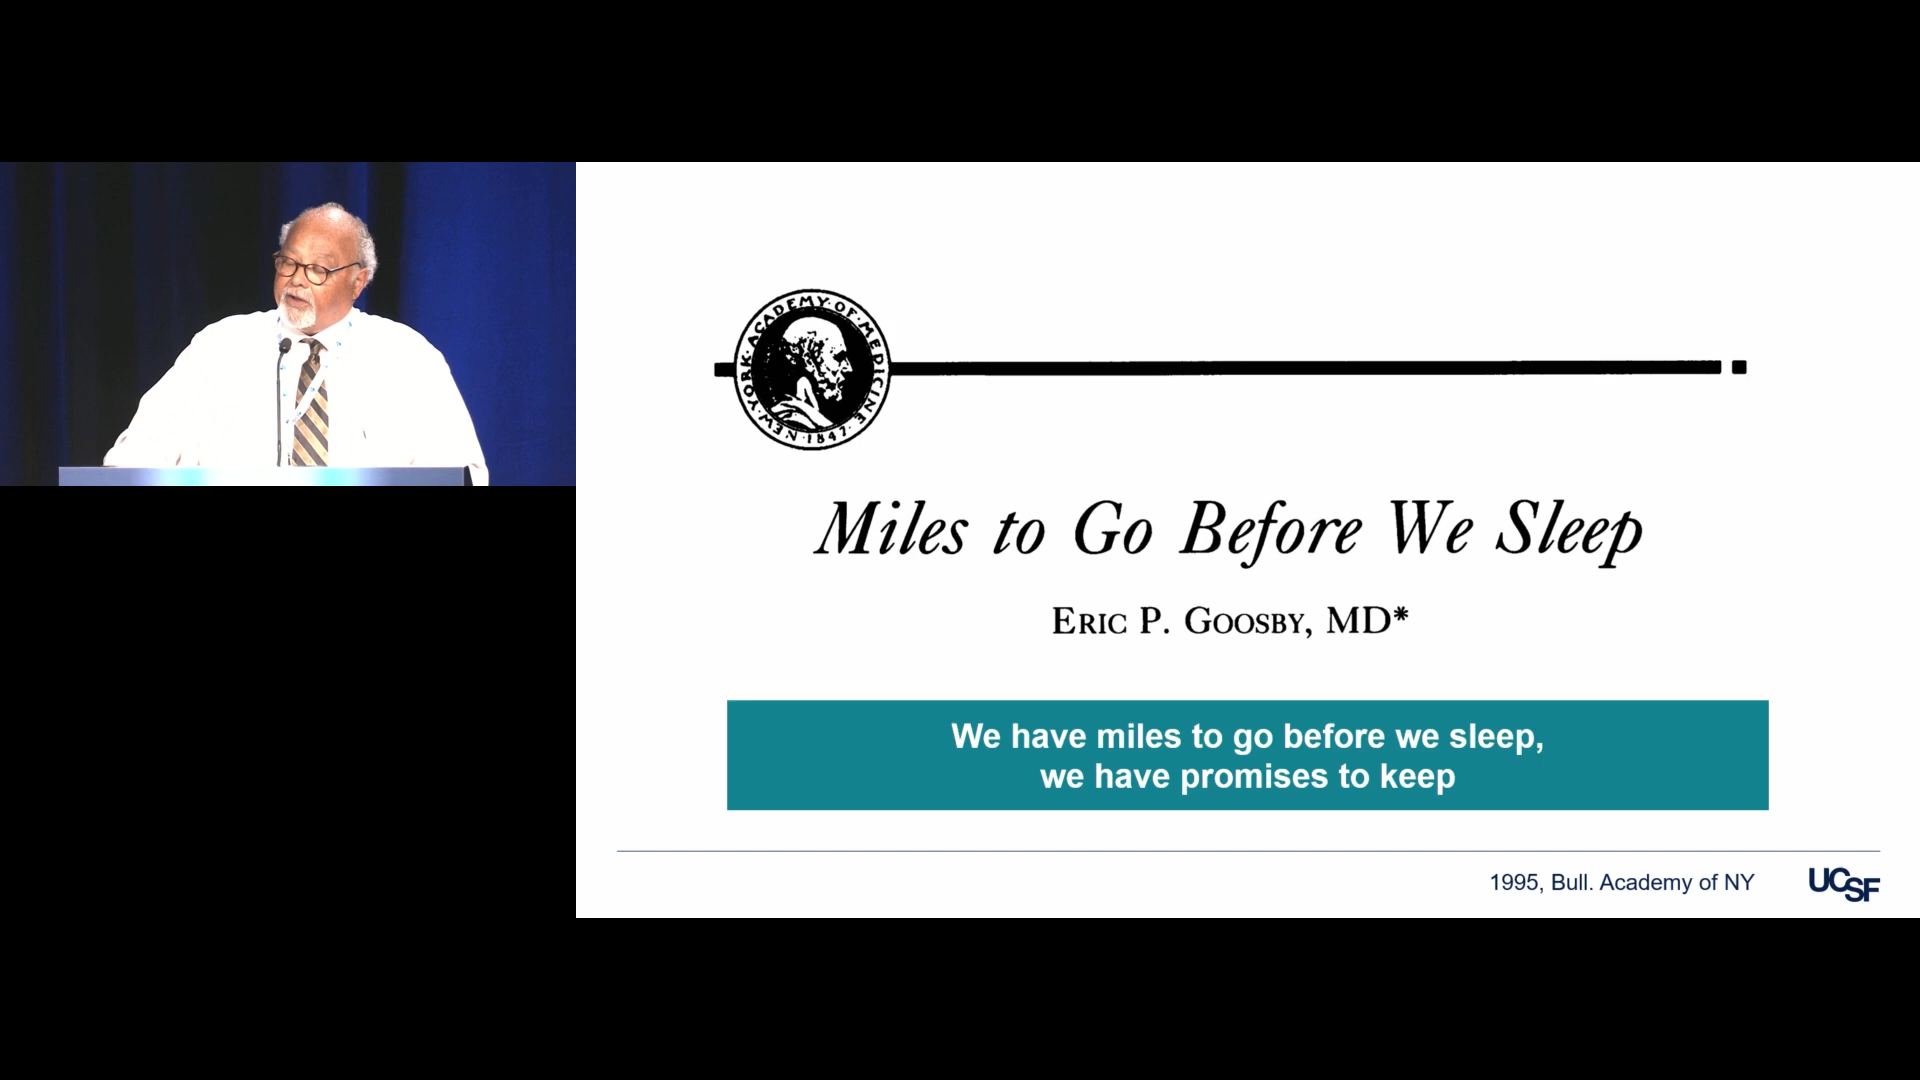 NEW·YORK·ACADEMY·OF·MEDICINE·
1847
Miles to Go Before We Sleep
ERIC P. GOOSBY, MD*
We have miles to go before we sleep,
we have promises to keep
1995, Bull. Academy of NY
UCSF